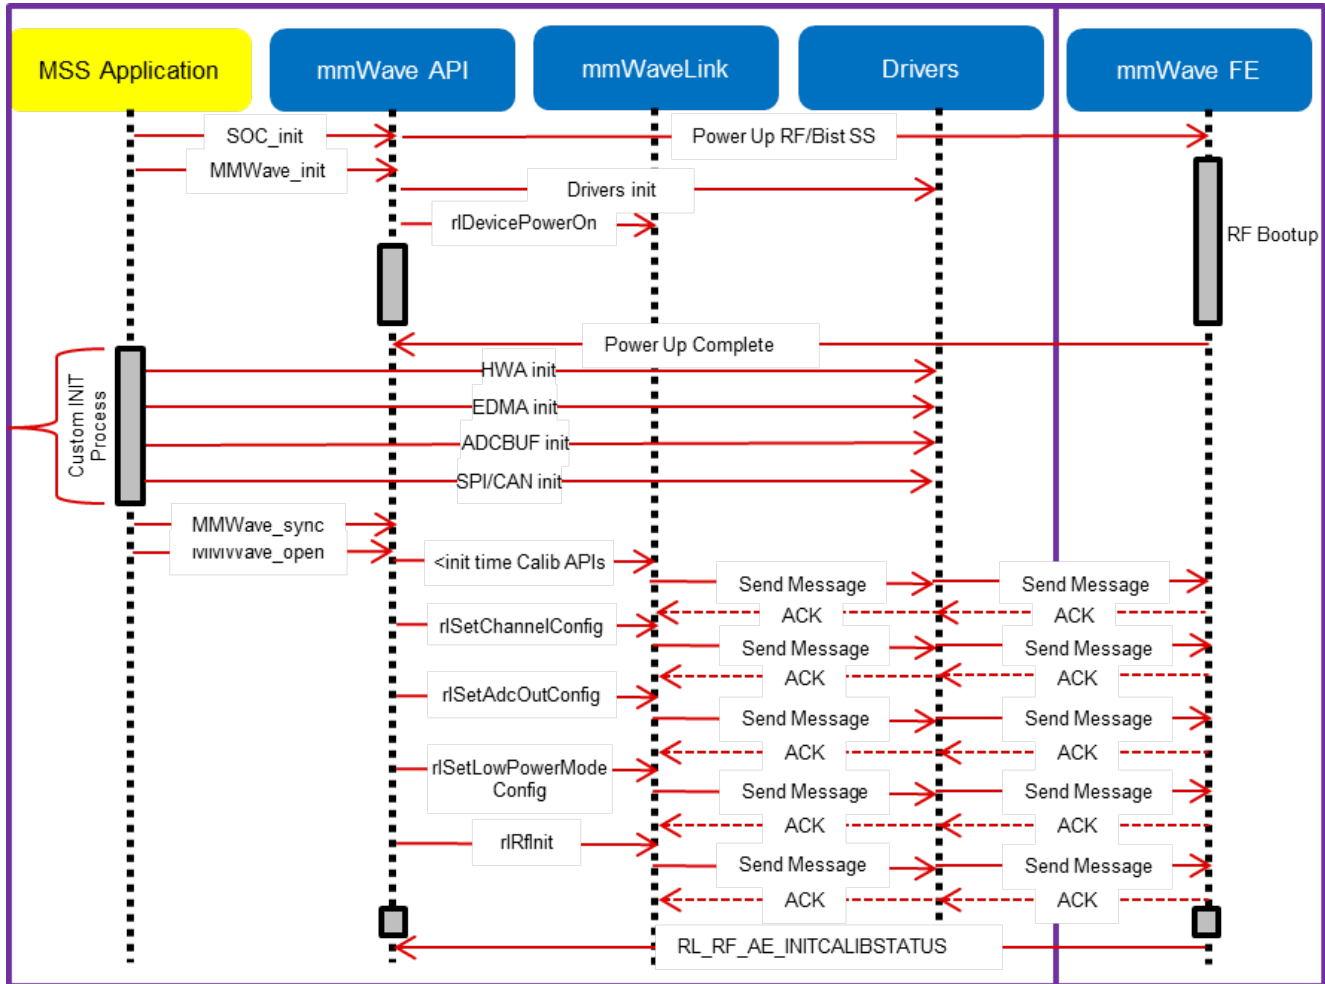 MSS Application
mmWave API
mmWaveLink
Drivers
mmWave FE
SOC_init
Power Up RF/Bist SS
MMWave_init
Drivers init
rlDevicePowerOn
RF Bootup
Power Up Complete
HWA init
EDMA init
ADCBUF init
SPI/CAN init
Custom INIT
Process
MMWave_sync
MMWave_open
<init time Calib APIs
Send Message
Send Message
ACK
ACK
rlSetChannelConfig
Send Message
Send Message
ACK
ACK
rlSetAdcOutConfig
Send Message
Send Message
ACK
ACK
rlSetLowPowerMode
Config
Send Message
Send Message
ACK
ACK
rlRfInit
Send Message
Send Message
ACK
ACK
RL_RF_AE_INITCALIBSTATUS